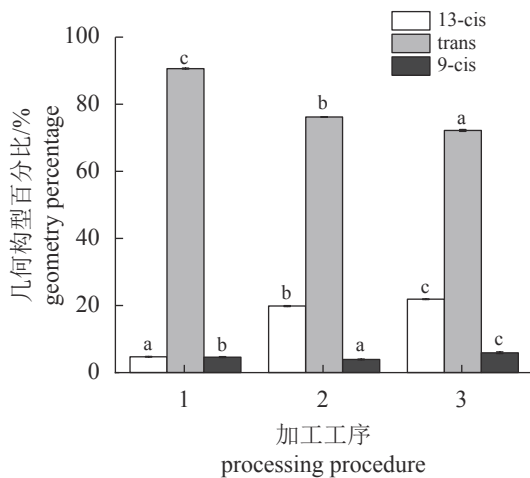 13-cis
trans
9-cis
100
80
60
40
20
0
几何构型百分比/%
geometry percentage
c
b
a
b
c
a
b
a
c
1
2
3
加工工序
processing procedure